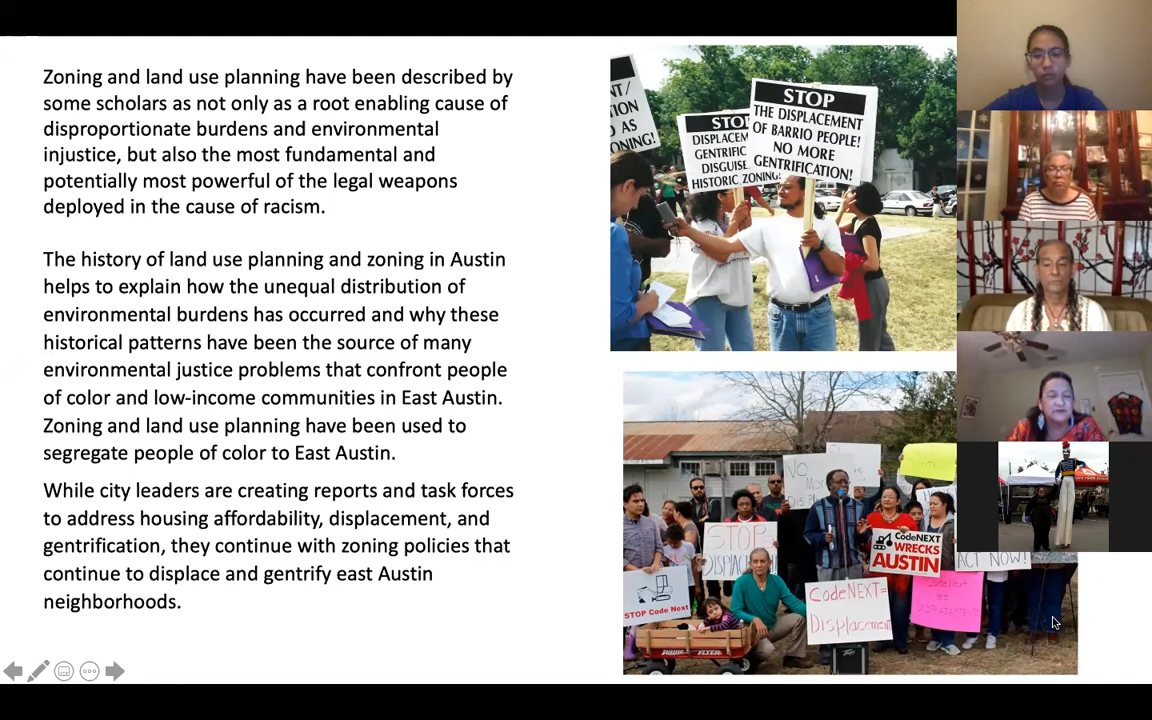 Zoning and land use planning have been described by
some scholars as not only as a root enabling cause of
disproportionate burdens and environmental
injustice, but also the most fundamental and
potentially most powerful of the legal weapons
deployed in the cause of racism.
The history of land use planning and zoning in Austin
helps to explain how the unequal distribution of
environmental burdens has occurred and why these
historical patterns have been the source of many
environmental justice problems that confront people
of color and low-income communities in East Austin.
Zoning and land use planning have been used to
segregate people of color to East Austin.
While city leaders are creating reports and task forces
to address housing affordability, displacement, and
gentrification, they continue with zoning policies that
continue to displace and gentrify east Austin
neighborhoods.
NT/
ION
AS
ONING!
STOP
DISPLACEM
GENTRIFIC
DISGUISE
HISTORIC ZONING!
STOP
THE DISPLACEMENT
OF BARRIO PEOPLE!
NO MORE
GENTRIFICATION!
STOP Code Next
STOP
DISPLAC
RADIO FLYER
CodeNEXT=
Displacement
CodeNEXT
WRECKS
AUSTIN
ACT NOW!